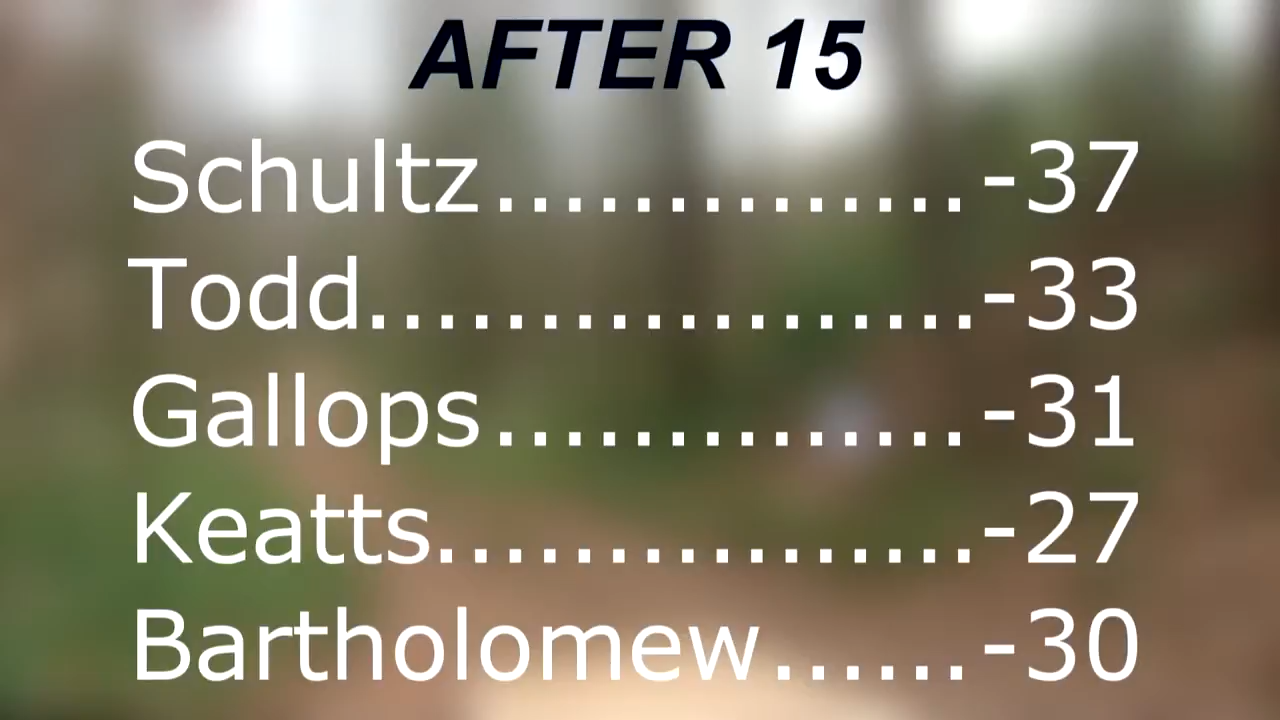 AFTER 15
Schultz..............-37
Todd..................-33
Gallops..............-31
Keatts................-27
Bartholomew......-30